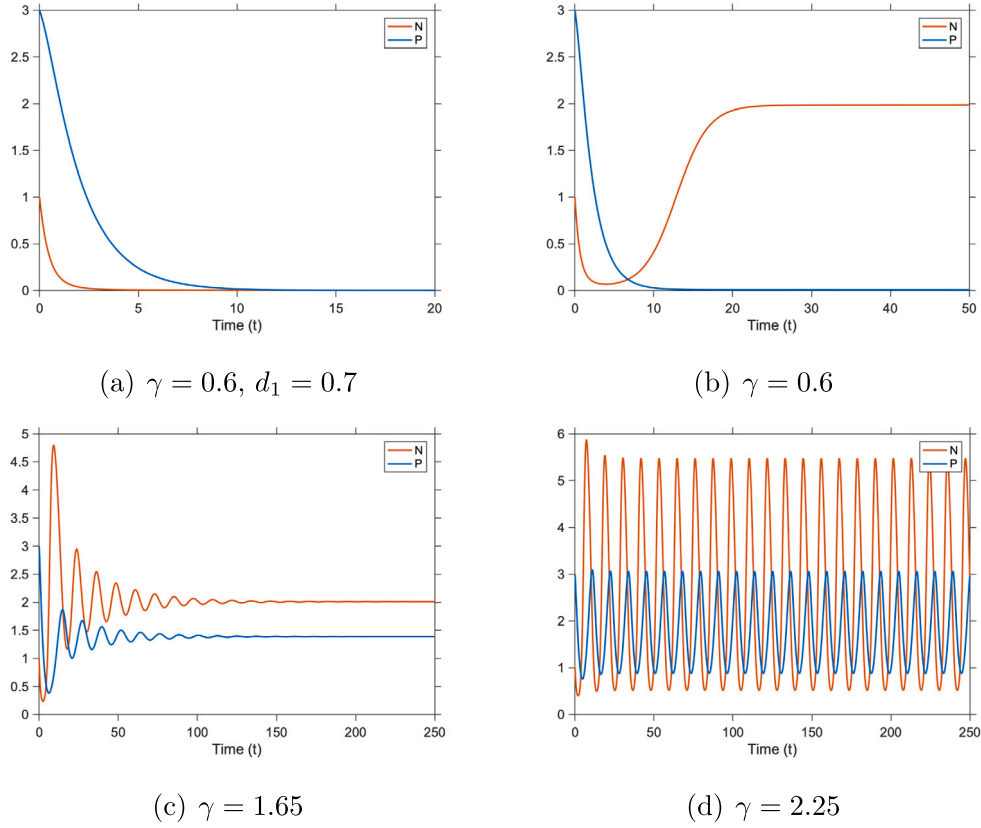 3
2.5
2
1.5
1
0.5
0
N
P
0 5 10 15 20
Time (t)
(a) γ = 0.6, d₁ = 0.7
3
2.5
2
1.5
1
0.5
0
N
P
0 10 20 30 40 50
Time (t)
(b) γ = 0.6
5
4.5
4
3.5
3
2.5
2
1.5
1
0.5
0
N
P
0 50 100 150 200 250
Time (t)
(c) γ = 1.65
6
5
4
3
2
1
0
N
P
0 50 100 150 200 250
Time (t)
(d) γ = 2.25